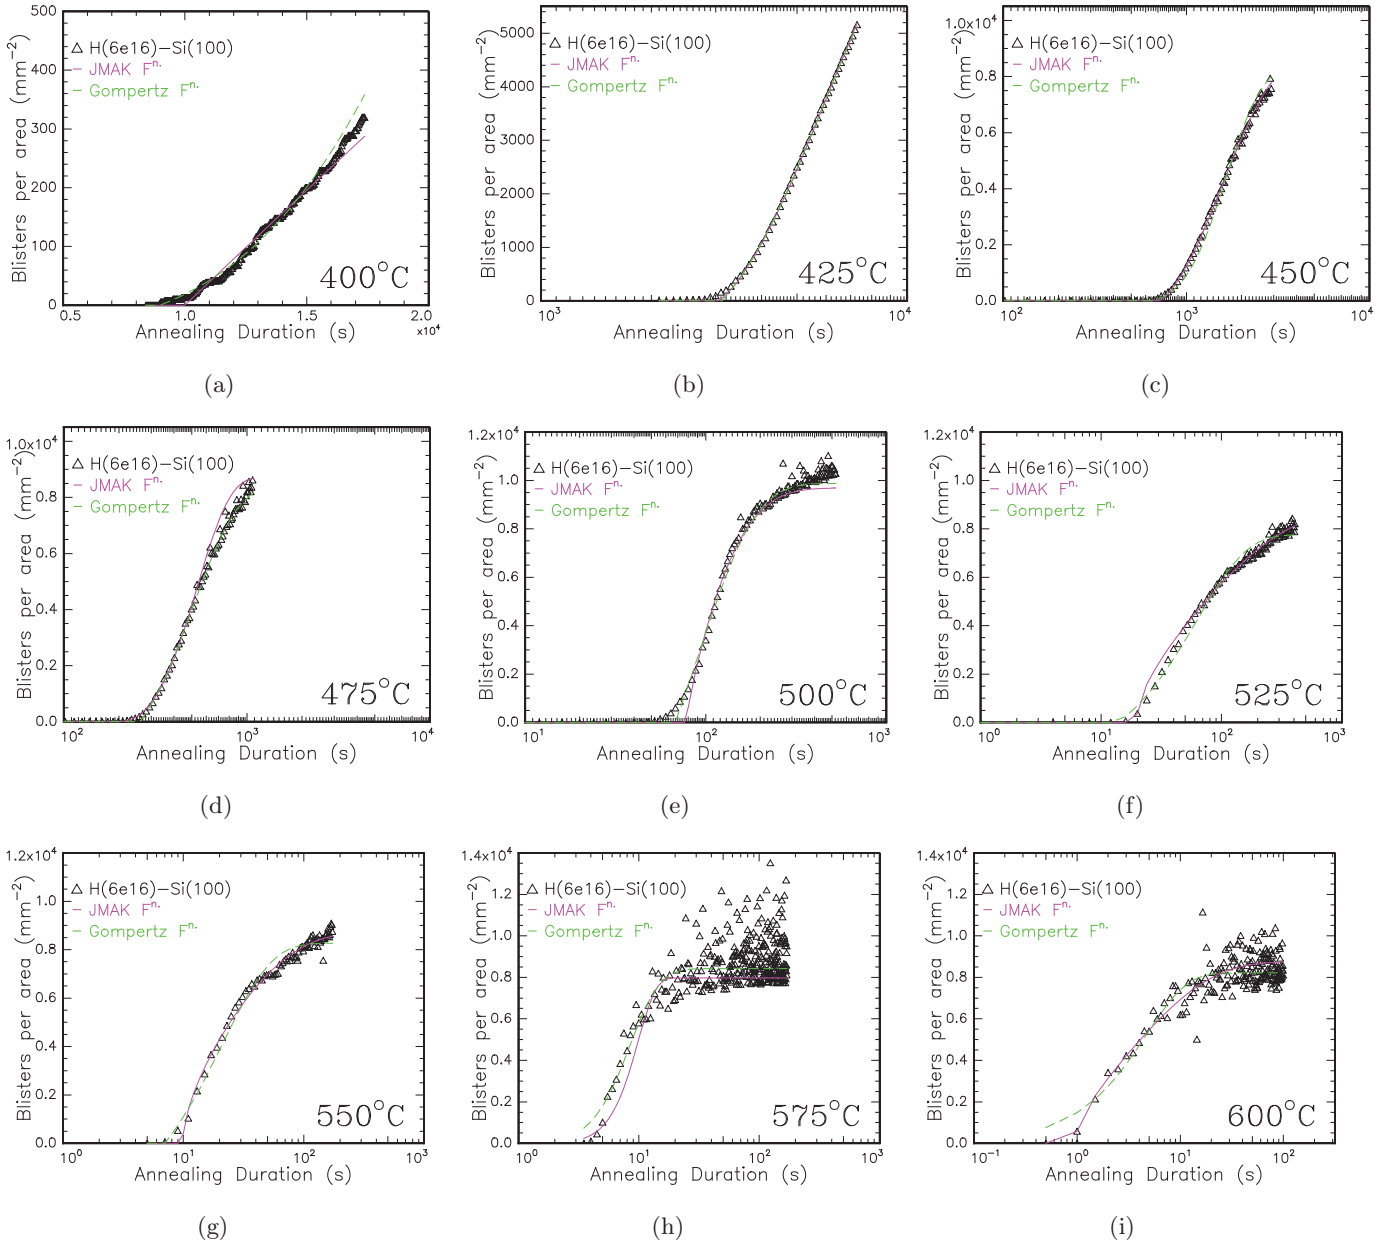 500
400
300
200
100
0
Blisters per area (mm⁻²)
△ H(6e16)−Si(100)
− JMAK Fⁿ·
− Gompertz Fⁿ·
400°C
0.5 1.0 1.5 2.0
×10⁴
Annealing Duration (s)
(a)
5000
4000
3000
2000
1000
0
Blisters per area (mm⁻²)
△ H(6e16)−Si(100)
− JMAK Fⁿ·
− Gompertz Fⁿ·
425°C
10³ 10⁴
Annealing Duration (s)
(b)
1.0×10⁴
0.8
0.6
0.4
0.2
0.0
Blisters per area (mm⁻²)
△ H(6e16)−Si(100)
− JMAK Fⁿ·
− Gompertz Fⁿ·
450°C
10² 10³ 10⁴
Annealing Duration (s)
(c)
1.0×10⁴
0.8
0.6
0.4
0.2
0.0
Blisters per area (mm⁻²)
△ H(6e16)−Si(100)
− JMAK Fⁿ·
− Gompertz Fⁿ·
475°C
10² 10³ 10⁴
Annealing Duration (s)
(d)
1.2×10⁴
1.0
0.8
0.6
0.4
0.2
0.0
Blisters per area (mm⁻²)
△ H(6e16)−Si(100)
− JMAK Fⁿ·
− Gompertz Fⁿ·
500°C
10¹ 10² 10³
Annealing Duration (s)
(e)
1.2×10⁴
1.0
0.8
0.6
0.4
0.2
0.0
Blisters per area (mm⁻²)
△ H(6e16)−Si(100)
− JMAK Fⁿ·
− Gompertz Fⁿ·
525°C
10⁰ 10¹ 10² 10³
Annealing Duration (s)
(f)
1.2×10⁴
1.0
0.8
0.6
0.4
0.2
0.0
Blisters per area (mm⁻²)
△ H(6e16)−Si(100)
− JMAK Fⁿ·
− Gompertz Fⁿ·
550°C
10⁰ 10¹ 10² 10³
Annealing Duration (s)
(g)
1.4×10⁴
1.2
1.0
0.8
0.6
0.4
0.2
0.0
Blisters per area (mm⁻²)
△ H(6e16)−Si(100)
− JMAK Fⁿ·
− Gompertz Fⁿ·
575°C
10⁰ 10¹ 10² 10³
Annealing Duration (s)
(h)
1.4×10⁴
1.2
1.0
0.8
0.6
0.4
0.2
0.0
Blisters per area (mm⁻²)
△ H(6e16)−Si(100)
− JMAK Fⁿ·
− Gompertz Fⁿ·
600°C
10⁻¹ 10⁰ 10¹ 10²
Annealing Duration (s)
(i)